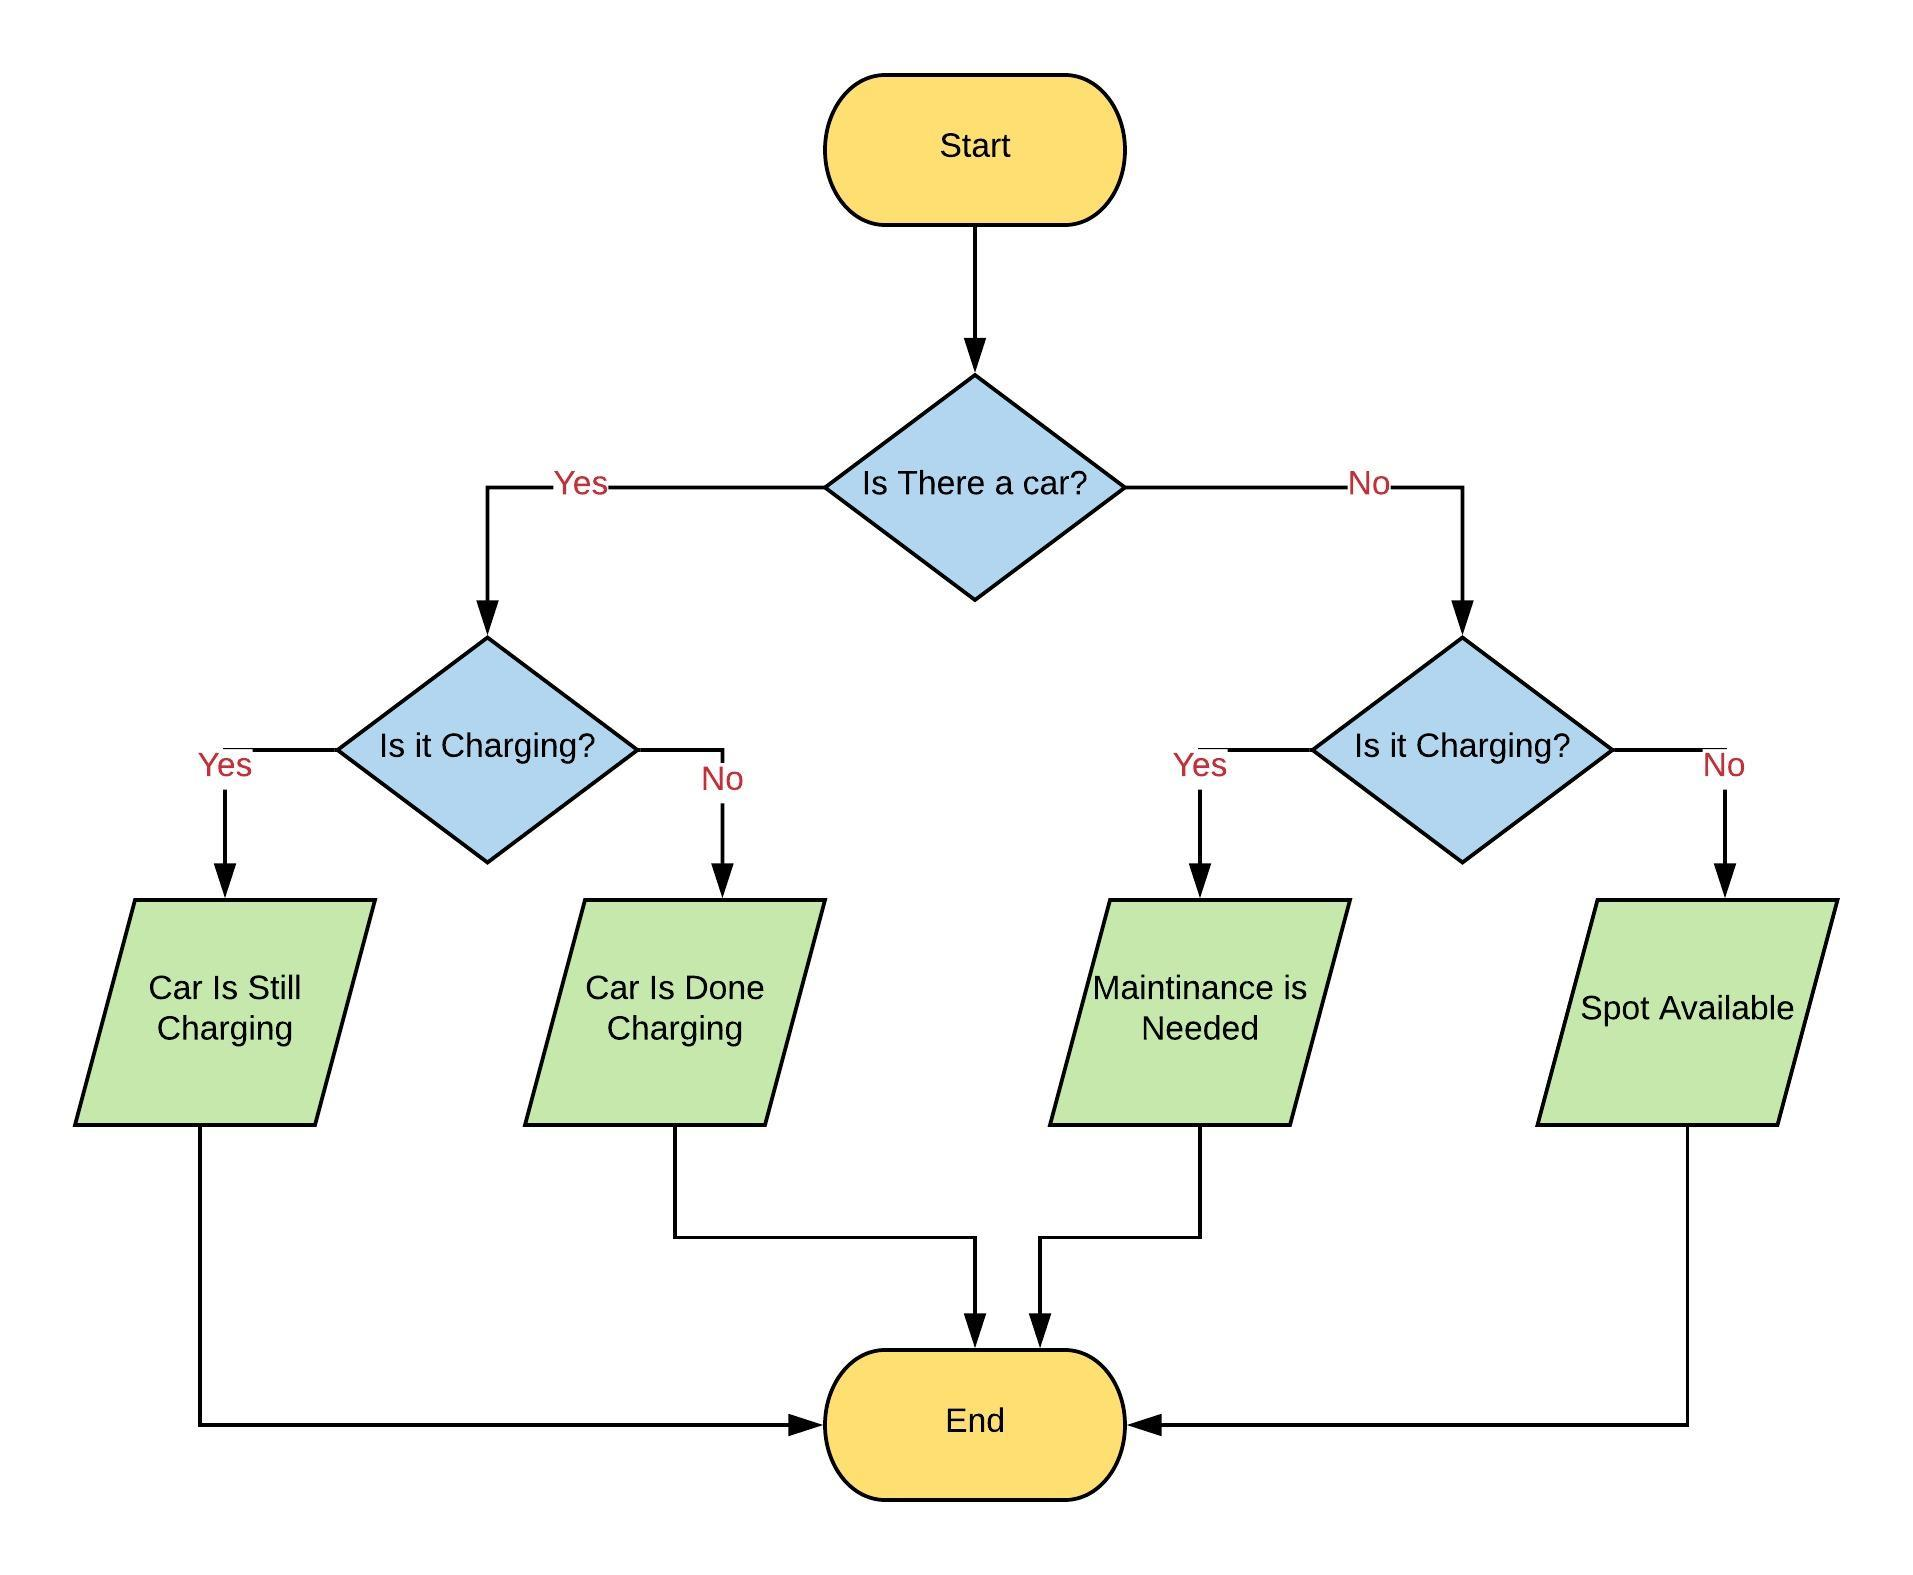 Start
Is There a car?
Yes
No
Is it Charging?
Is it Charging?
Yes
No
Yes
No
Car Is Still
Charging
Car Is Done
Charging
Maintinance is
Needed
Spot Available
End